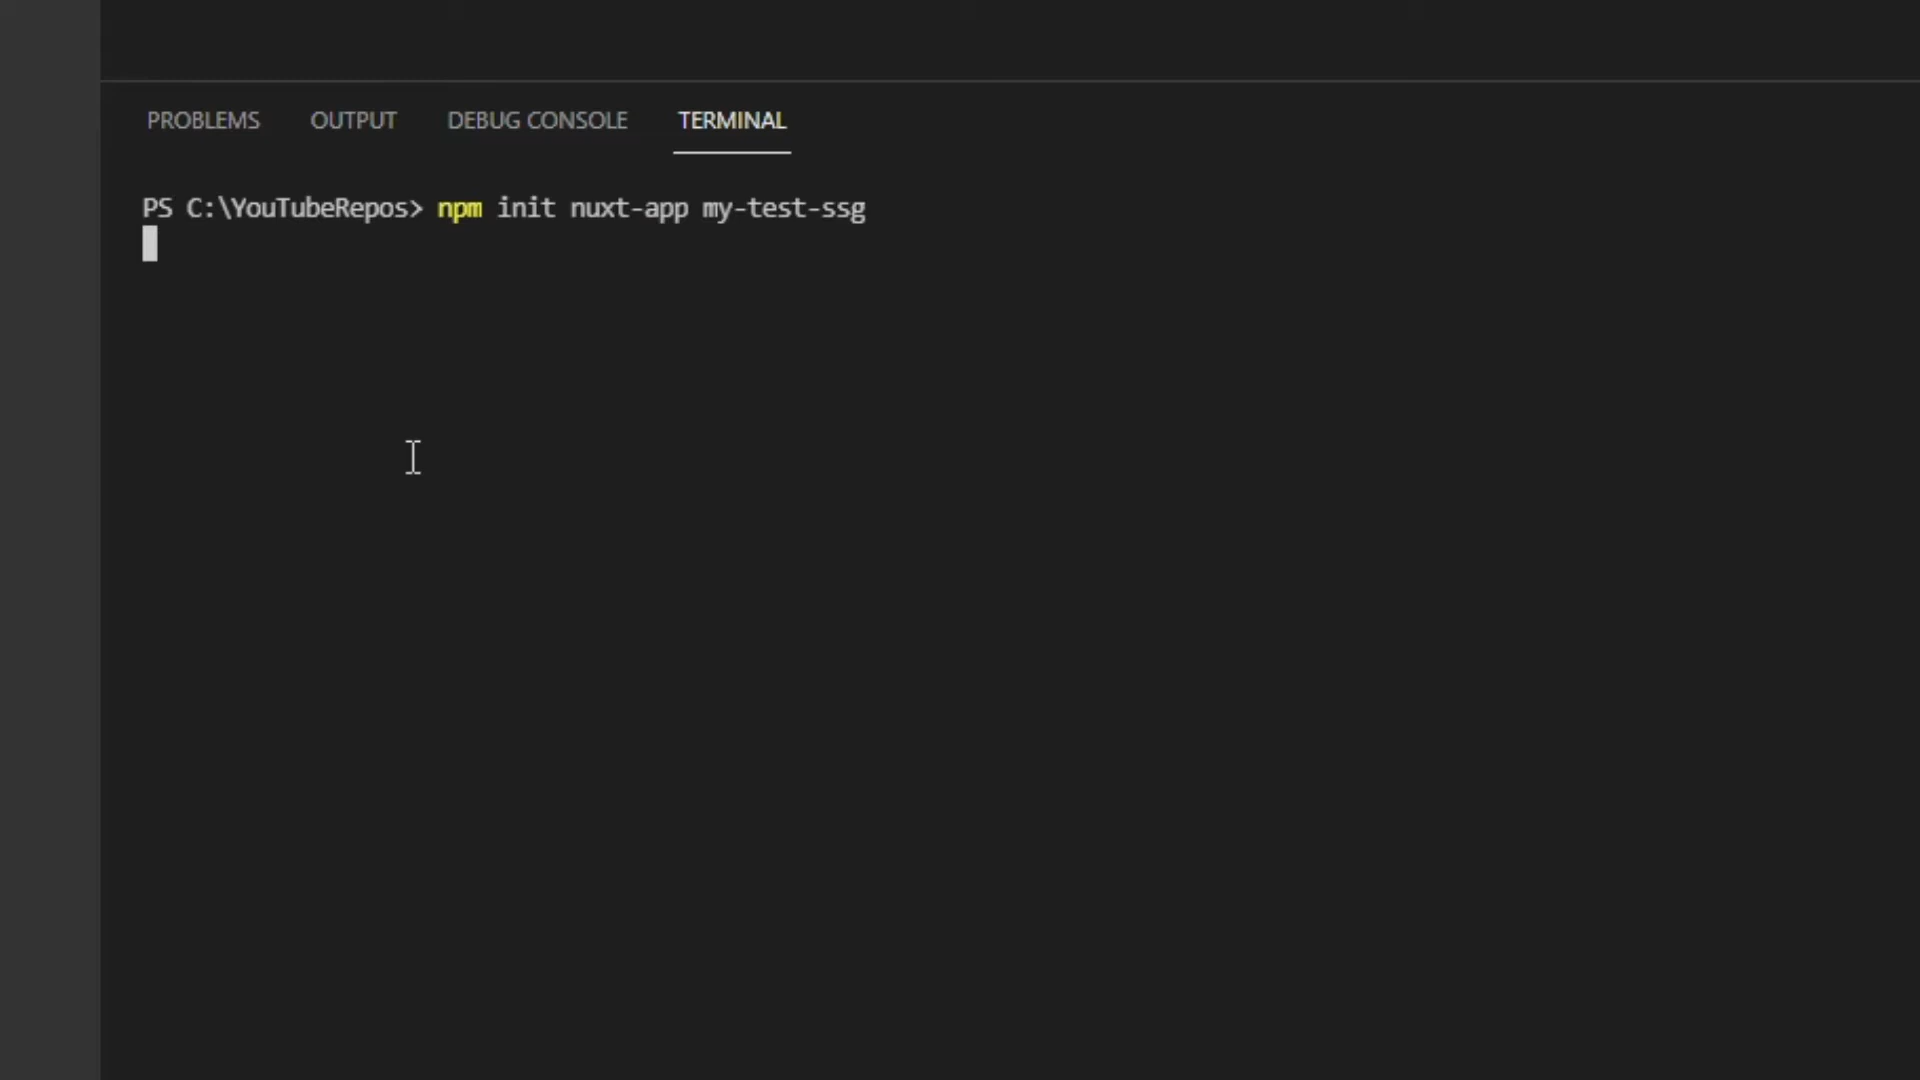 PROBLEMS OUTPUT DEBUG CONSOLE TERMINAL
PS C:\YouTubeRepos> npm init nuxt-app my-test-ssg